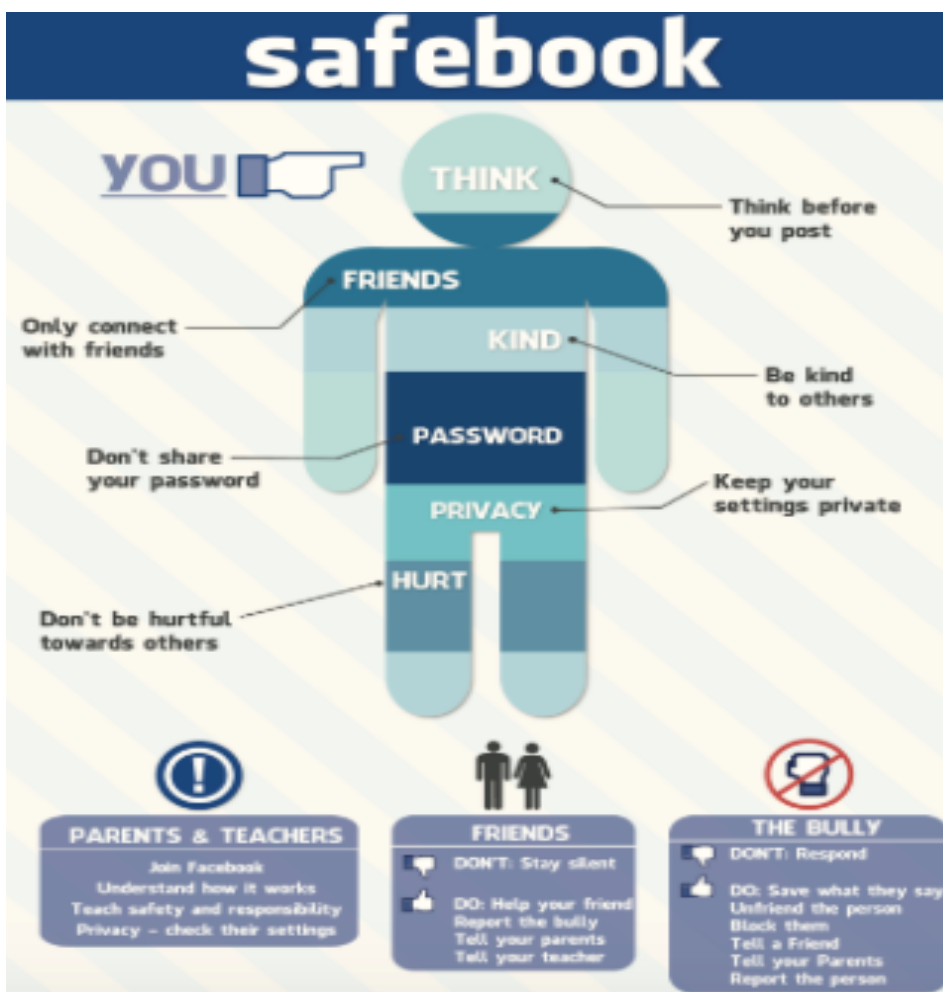 safebook
YOU
THINK
Think before
you post
FRIENDS
Only connect
with friends
KIND
Be kind
to others
PASSWORD
Don't share
your password
PRIVACY
Keep your
settings private
HURT
Don't be hurtful
towards others
PARENTS & TEACHERS
Join Facebook
Understand how it works
Teach safety and responsibility
Privacy - check their settings
FRIENDS
DON'T: Stay silent
DO: Help your friend
Report the bully
Tell your parents
Tell your teacher
THE BULLY
DON'T: Respond
DO: Save what they say
Unfriend the person
Block them
Tell a Friend
Tell your Parents
Report the person